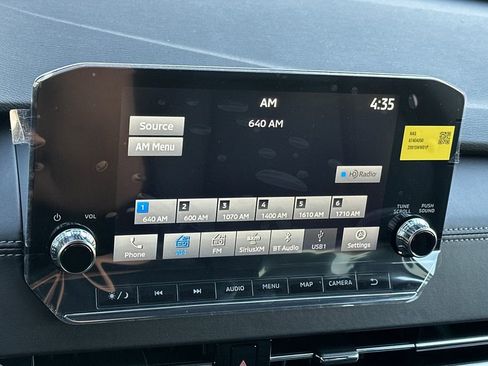 AM
4:35
640 AM
Source
AM Menu
HD Radio
1 2 3 4 5 6
640 AM 600 AM 1070 AM 1400 AM 1610 AM 1710 AM
VOL
TUNE SCROLL
PUSH SOUND
Phone
FM
SiriusXM
BT Audio
USB1
Settings
AUDIO MENU MAP CAMERA